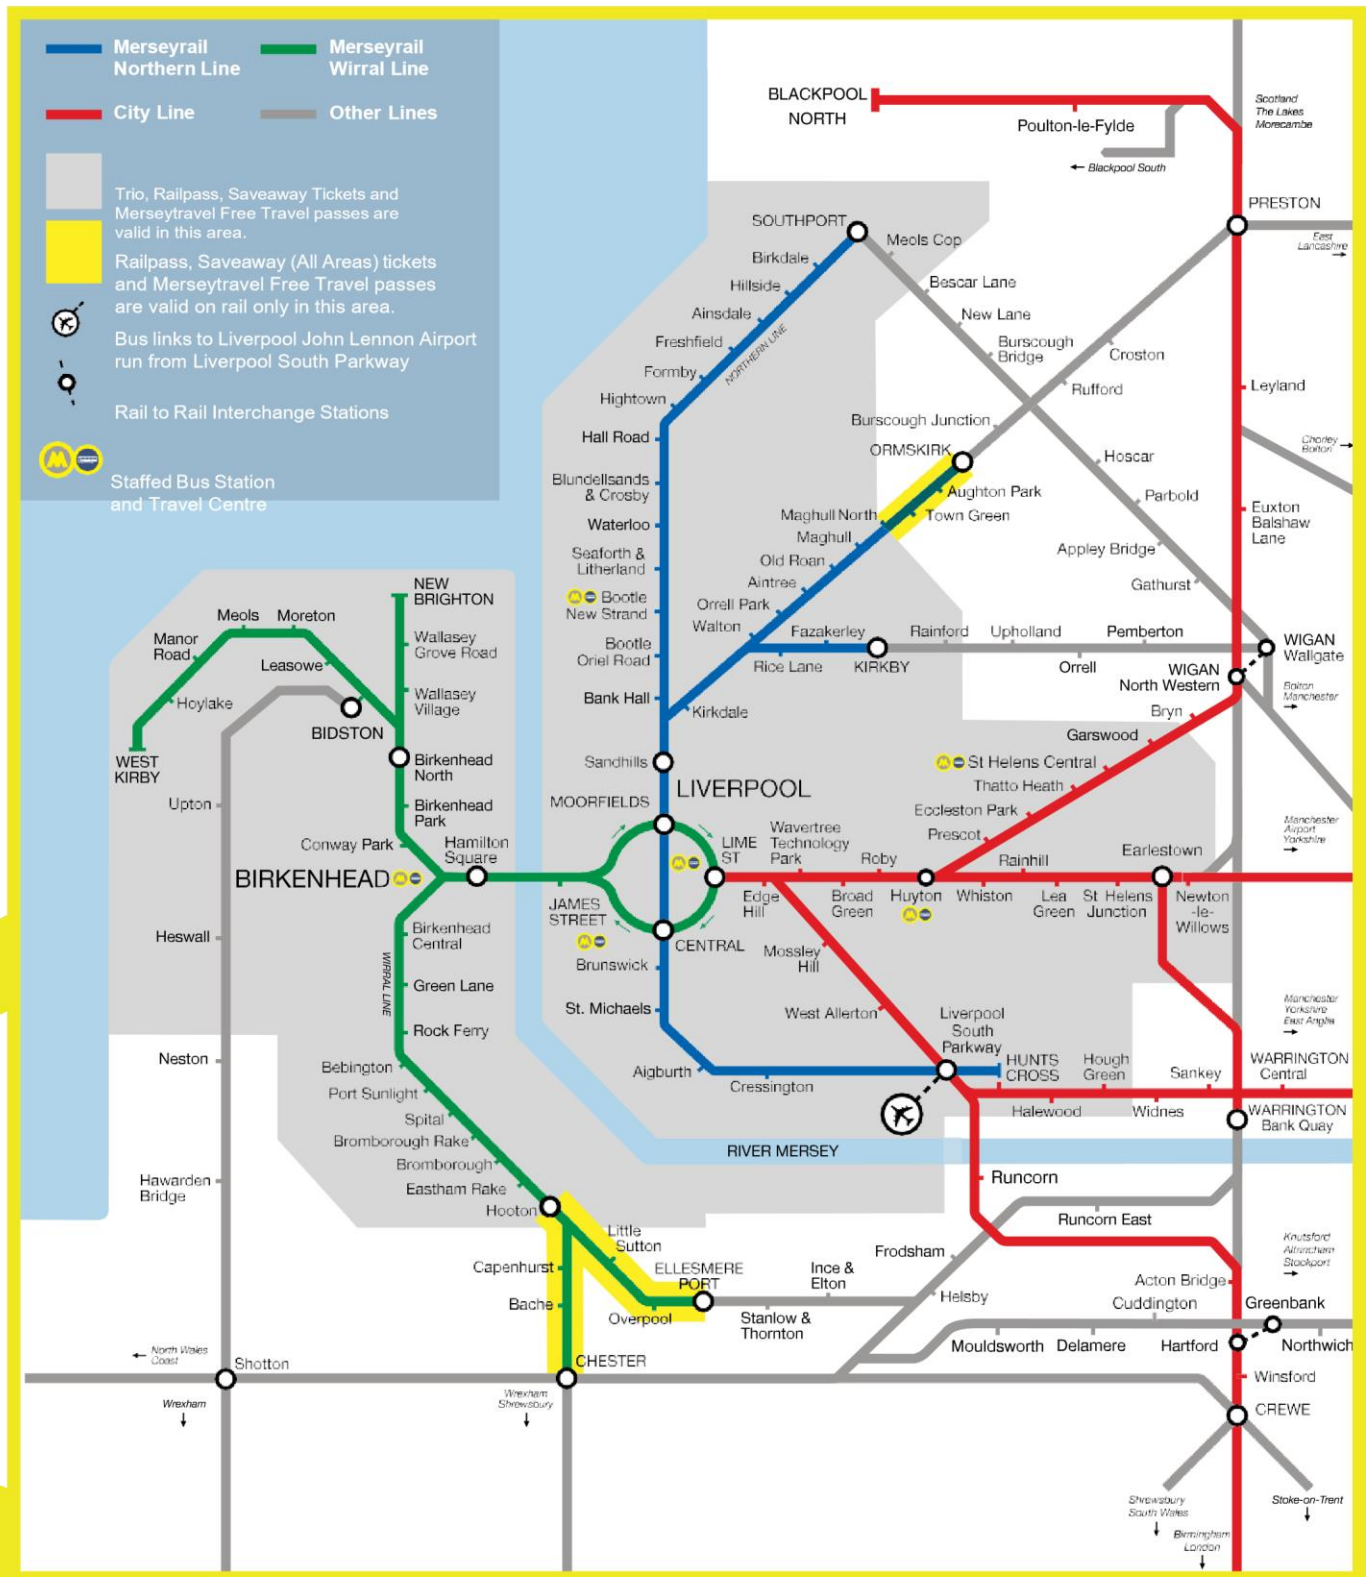 Merseyrail
Northern Line
Merseyrail
Wirral Line
City Line
Other Lines
Trio, Railpass, Saveaway Tickets and
Merseytravel Free Travel passes are
valid in this area.
Railpass, Saveaway (All Areas) tickets
and Merseytravel Free Travel passes
are valid on rail only in this area.
Bus links to Liverpool John Lennon Airport
run from Liverpool South Parkway
Rail to Rail Interchange Stations
Staffed Bus Station
and Travel Centre
BLACKPOOL
NORTH
Poulton-le-Fylde
Blackpool South
Scotland
The Lakes
Morecambe
PRESTON
East
Lancashire
SOUTHPORT
Meols Cop
Birkdale
Hillside
Bescar Lane
Ainsdale
New Lane
Freshfield
NORTHERN LINE
Burscough
Bridge
Croston
Formby
Rufford
Leyland
Hightown
Burscough Junction
Hall Road
ORMSKIRK
Hoscar
Chorley
Bolton
Blundellsands
& Crosby
Aughton Park
Parbold
Waterloo
Maghull North
Town Green
Euxton
Balshaw
Lane
Maghull
Seaforth &
Litherland
Old Roan
Appley Bridge
Aintree
Gathurst
Bootle
New Strand
Orrell Park
Walton
Fazakerley
Rainford
Upholland
Pemberton
WIGAN
Wallgate
Bootle
Oriel Road
Rice Lane
KIRKBY
Orrell
WIGAN
North Western
Bolton
Manchester
Bank Hall
Kirkdale
Bryn
Garswood
Sandhills
St Helens Central
Thatto Heath
Eccleston Park
Prescot
NEW
BRIGHTON
Meols
Moreton
Manor
Road
Wallasey
Grove Road
Leasowe
Hoylake
Wallasey
Village
BIDSTON
WEST
KIRBY
Birkenhead
North
Upton
Birkenhead
Park
Conway Park
Hamilton
Square
BIRKENHEAD
LIVERPOOL
MOORFIELDS
LIME
ST
JAMES
STREET
CENTRAL
Wavertree
Technology
Park
Roby
Rainhill
Earlestown
Manchester
Airport
Yorkshire
Edge
Hill
Broad
Green
Huyton
Whiston
Lea
Green
St Helens
Junction
Newton
-le-
Willows
Heswall
Birkenhead
Central
WIRRAL LINE
Green Lane
Rock Ferry
Brunswick
St. Michaels
Mossley
Hill
West Allerton
Liverpool
South
Parkway
Manchester
Yorkshire
East Anglia
Neston
Bebington
Port Sunlight
Spital
Bromborough Rake
Bromborough
Eastham Rake
Hooton
Aigburth
Cressington
HUNTS
CROSS
Hough
Green
Sankey
WARRINGTON
Central
Halewood
Widnes
WARRINGTON
Bank Quay
RIVER MERSEY
Hawarden
Bridge
Runcorn
Runcorn East
Little
Sutton
Frodsham
Capenhurst
ELLESMERE
PORT
Ince &
Elton
Helsby
Knutsford
Altrincham
Stockport
Acton Bridge
Bache
Overpool
Stanlow &
Thornton
Cuddington
Greenbank
Mouldsworth
Delamere
Hartford
Northwich
North Wales
Coast
Shotton
CHESTER
Winsford
Wrexham
Wrexham
Shrewsbury
CREWE
Shrewsbury
South Wales
Stoke-on-Trent
Birmingham
London